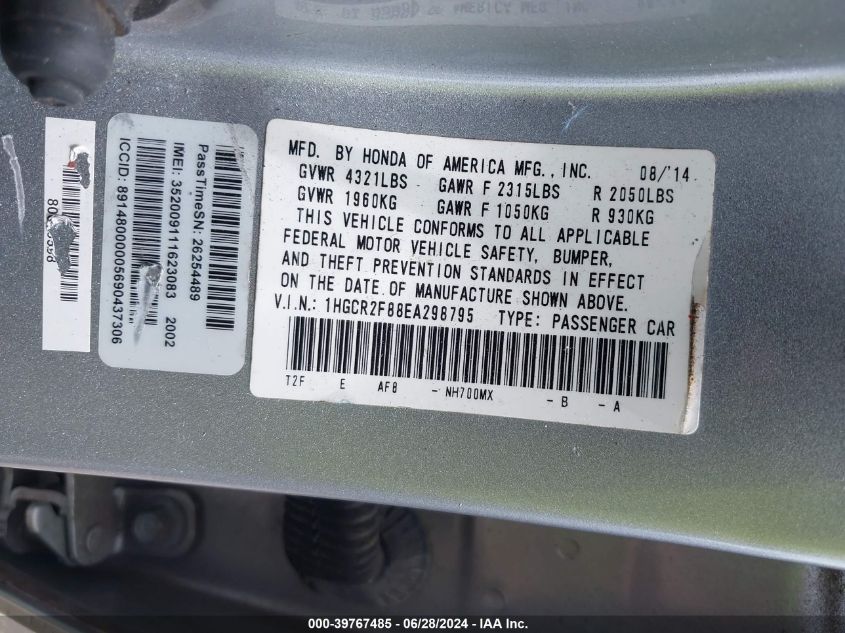 MFD. BY HONDA OF AMERICA MFG., INC. 08/'14
GVWR 4321LBS GAWR F 2315LBS R 2050LBS
GVWR 1960KG GAWR F 1050KG R 930KG
THIS VEHICLE CONFORMS TO ALL APPLICABLE
FEDERAL MOTOR VEHICLE SAFETY, BUMPER,
AND THEFT PREVENTION STANDARDS IN EFFECT
ON THE DATE OF MANUFACTURE SHOWN ABOVE.
V.I.N.: 1HGCR2F88EA298795 TYPE: PASSENGER CAR
T2F E AF8 - NH700MX - B - A
PassTimeSN: 26254489
IMEI: 352009111623083 2002
ICCID: 89148000005690437306
000-39767485 - 06/28/2024 - IAA Inc.